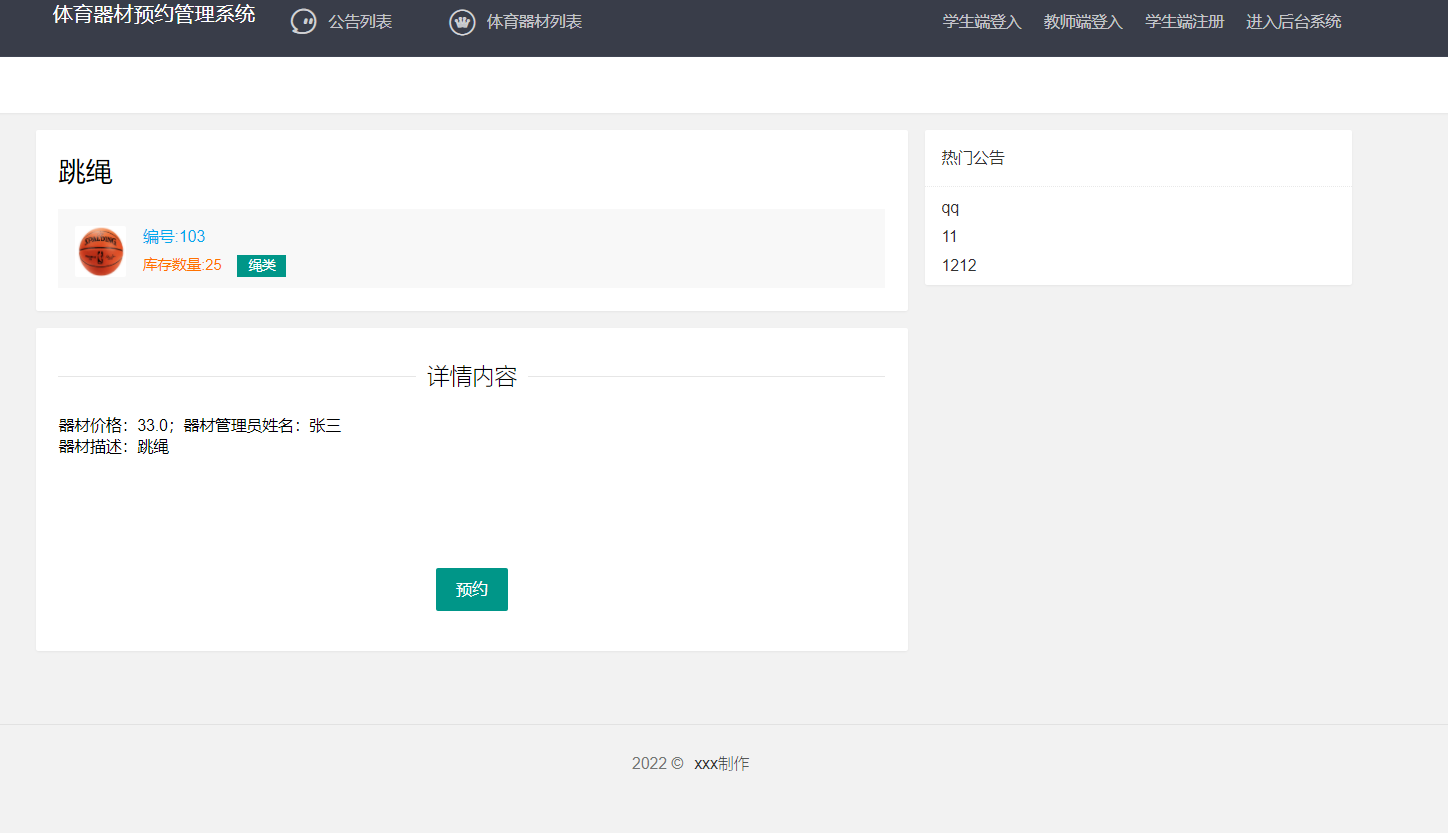 体育器材预约管理系统
公告列表
体育器材列表
学生端登入
教师端登入
学生端注册
进入后台系统
跳绳
SPALDING
编号:103
库存数量:25
绳类
详情内容
器材价格：33.0；器材管理员姓名：张三
器材描述：跳绳
预约
热门公告
qq
11
1212
2022 © xxx制作